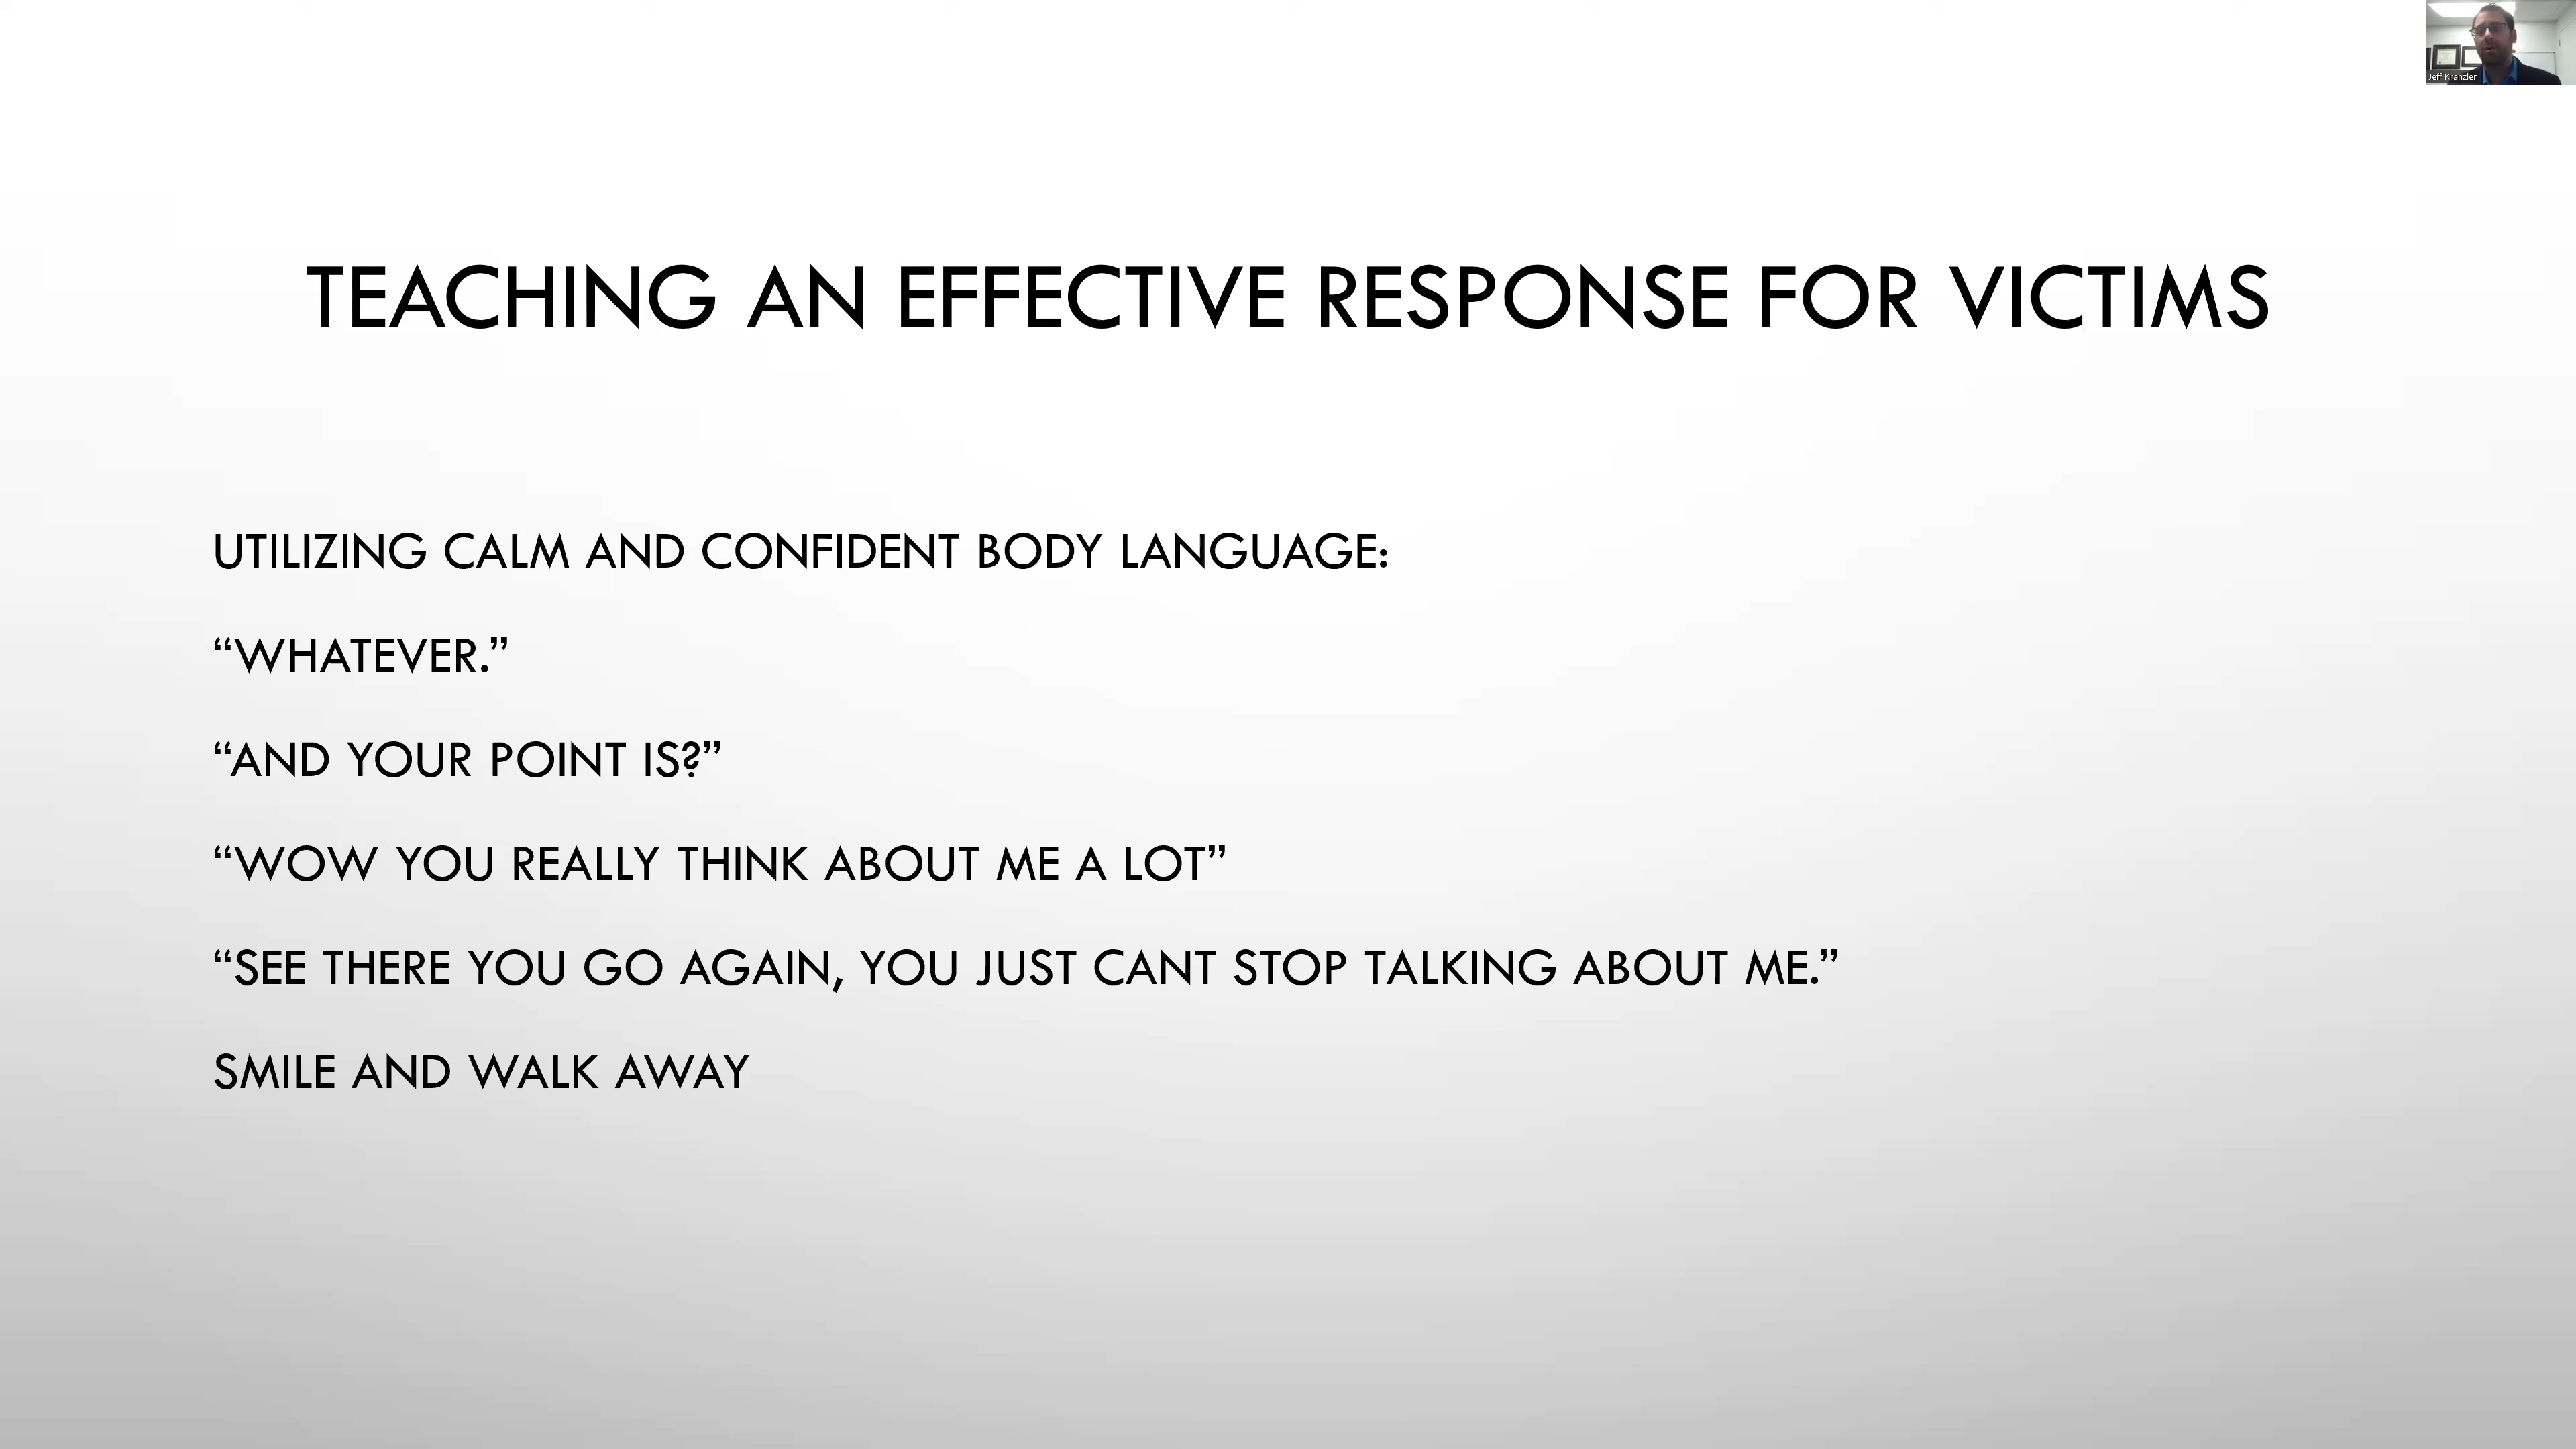 Jeff Kranzler
TEACHING AN EFFECTIVE RESPONSE FOR VICTIMS
UTILIZING CALM AND CONFIDENT BODY LANGUAGE:
“WHATEVER.”
“AND YOUR POINT IS?”
“WOW YOU REALLY THINK ABOUT ME A LOT”
“SEE THERE YOU GO AGAIN, YOU JUST CANT STOP TALKING ABOUT ME.”
SMILE AND WALK AWAY